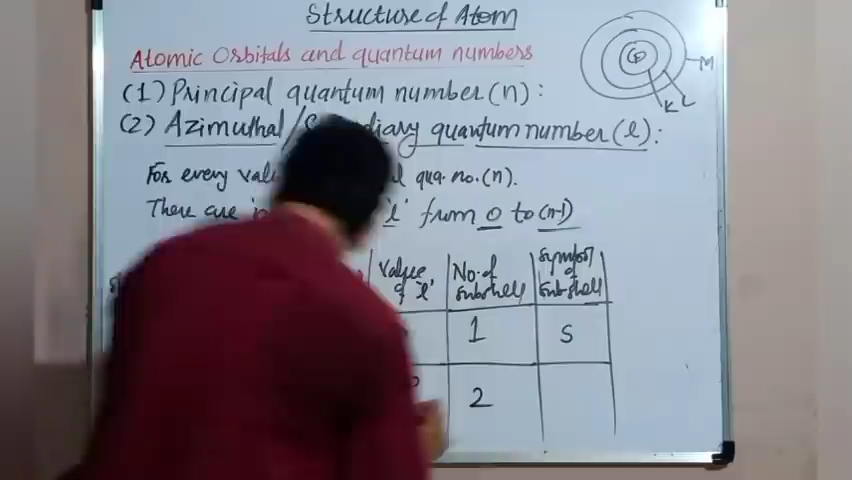 Structure of Atom
Atomic Orbitals and quantum numbers
(1) Principal quantum number (n) :
(2) Azimuthal / quantum number (l) :
For every qua. no. (n).
There are 'l' from 0 to (n-1)
Value of 'l'
No. of subshell
Symbol of subshell
1
S
2
M
L
K